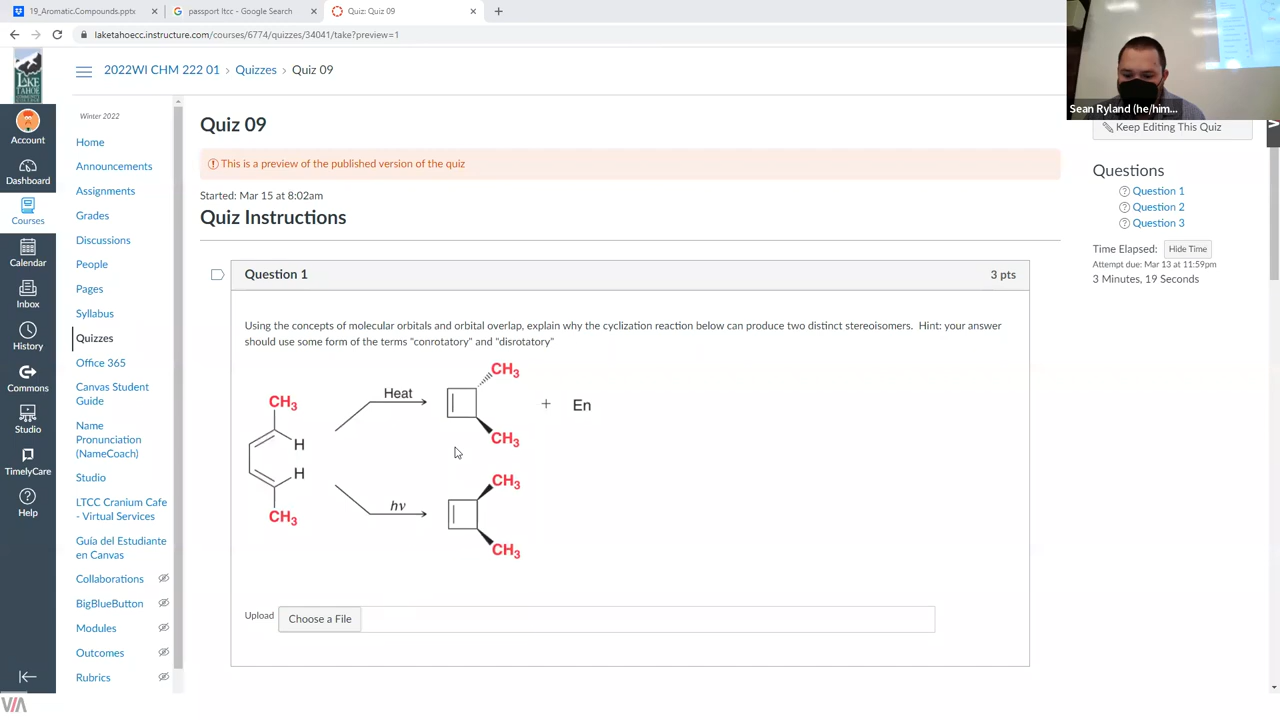 19_Aromatic.Compounds.pptx
passport ltcc - Google Search
Quiz: Quiz 09
laketahoecc.instructure.com/courses/6774/quizzes/34041/take?preview=1
Sean Ryland (he/him...
LAKE
TAHOE
2022WI CHM 222 01 › Quizzes › Quiz 09
Account
Dashboard
Courses
Calendar
Inbox
History
Commons
Studio
TimelyCare
Help
Winter 2022
Home
Announcements
Assignments
Grades
Discussions
People
Pages
Syllabus
Quizzes
Office 365
Canvas Student
Guide
Name
Pronunciation
(NameCoach)
Studio
LTCC Cranium Cafe
- Virtual Services
Guía del Estudiante
en Canvas
Collaborations
BigBlueButton
Modules
Outcomes
Rubrics
Quiz 09
This is a preview of the published version of the quiz
Started: Mar 15 at 8:02am
Quiz Instructions
Question 1
3 pts
Using the concepts of molecular orbitals and orbital overlap, explain why the cyclization reaction below can produce two distinct stereoisomers. Hint: your answer
should use some form of the terms "conrotatory" and "disrotatory"
CH3
H
H
CH3
Heat
CH3
CH3
+ En
hν
CH3
CH3
Upload
Choose a File
Keep Editing This Quiz
Questions
Question 1
Question 2
Question 3
Time Elapsed:
Hide Time
Attempt due: Mar 13 at 11:59pm
3 Minutes, 19 Seconds
VIA